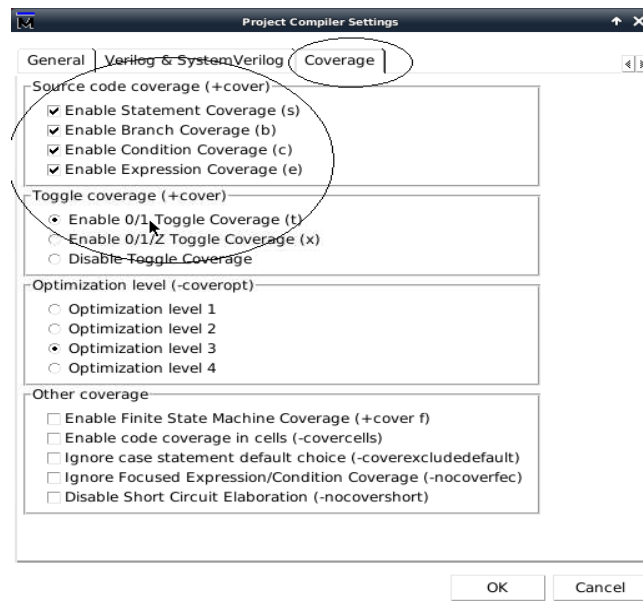 Project Compiler Settings
General Verilog & SystemVerilog Coverage
Source code coverage (+cover)
Enable Statement Coverage (s)
Enable Branch Coverage (b)
Enable Condition Coverage (c)
Enable Expression Coverage (e)
Toggle coverage (+cover)
Enable 0/1 Toggle Coverage (t)
Enable 0/1/Z Toggle Coverage (x)
Disable Toggle Coverage
Optimization level (-coveropt)
Optimization level 1
Optimization level 2
Optimization level 3
Optimization level 4
Other coverage
Enable Finite State Machine Coverage (+cover f)
Enable code coverage in cells (-covercells)
Ignore case statement default choice (-coverexcludedefault)
Ignore Focused Expression/Condition Coverage (-nocoverfec)
Disable Short Circuit Elaboration (-nocovershort)
OK Cancel